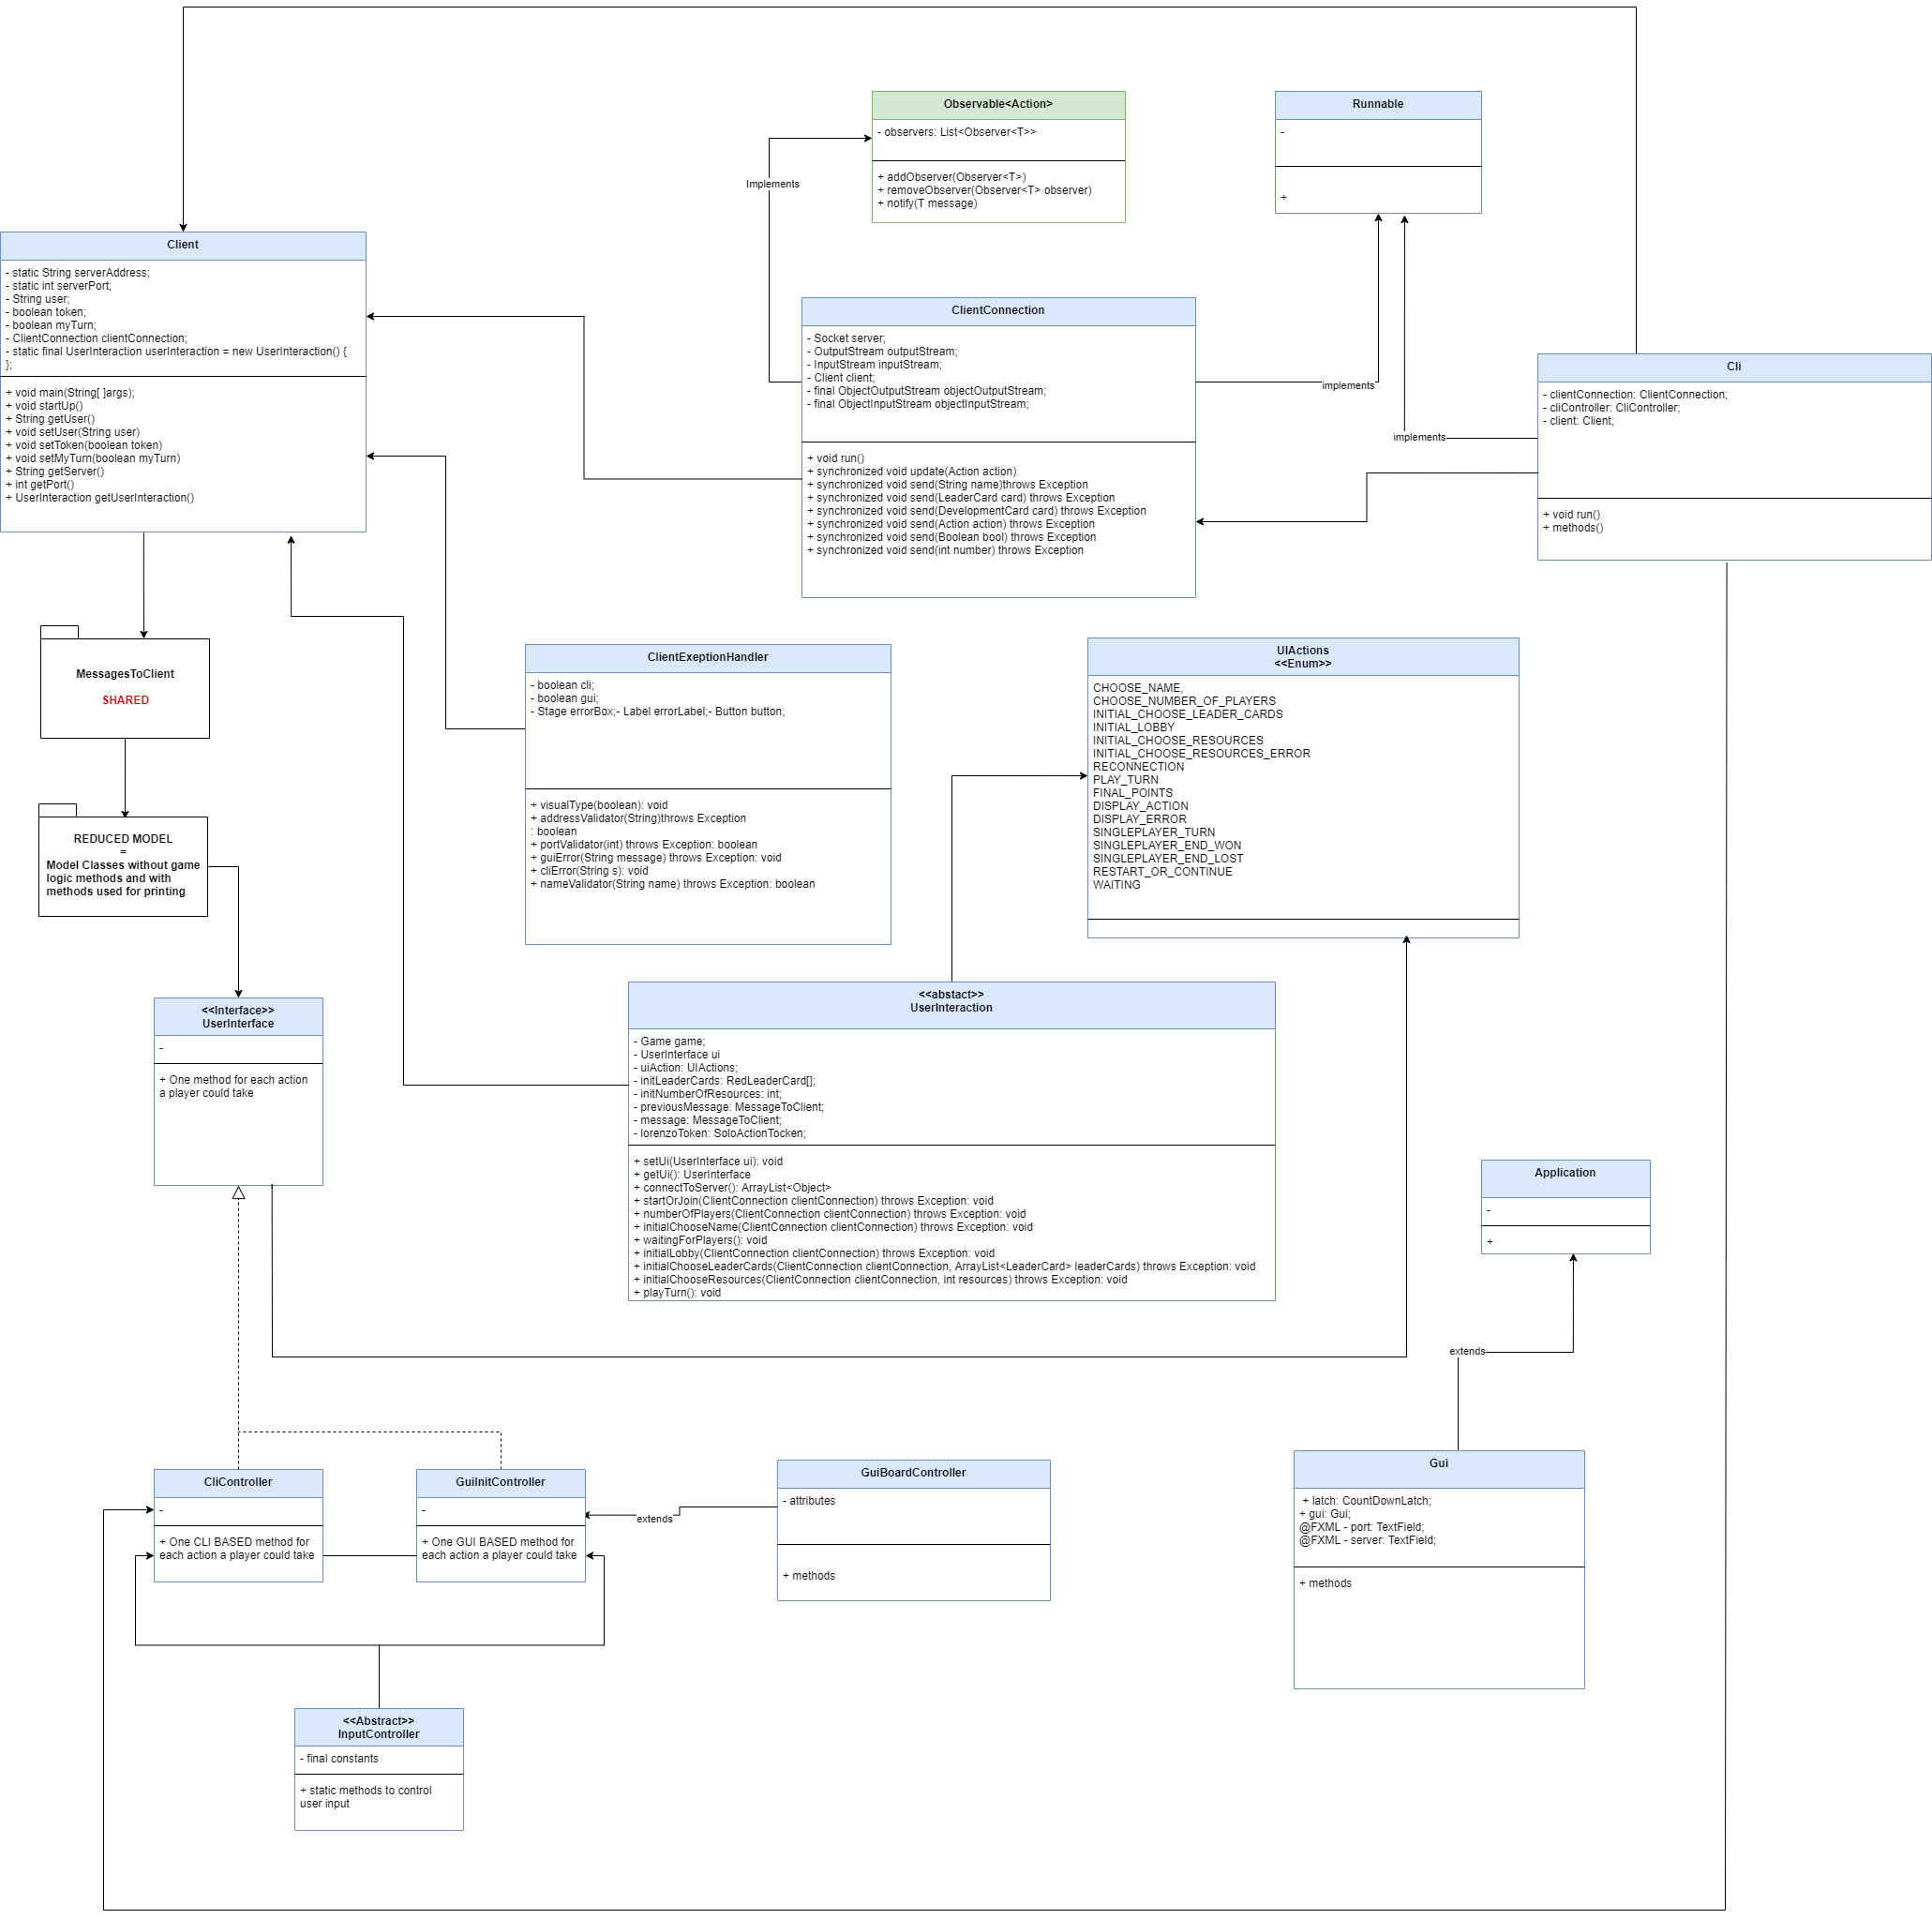 Observable<Action>
- observers: List<Observer<T>>
+ addObserver(Observer<T>)
+ removeObserver(Observer<T> observer)
+ notify(T message)
Runnable
-
+
Implements
Client
- static String serverAddress;
- static int serverPort;
- String user;
- boolean token;
- boolean myTurn;
- ClientConnection clientConnection;
- static final UserInteraction userInteraction = new UserInteraction() {
};
+ void main(String[ ]args);
+ void startUp()
+ String getUser()
+ void setUser(String user)
+ void setToken(boolean token)
+ void setMyTurn(boolean myTurn)
+ String getServer()
+ int getPort()
+ UserInteraction getUserInteraction()
ClientConnection
- Socket server;
- OutputStream outputStream;
- InputStream inputStream;
- Client client;
- final ObjectOutputStream objectOutputStream;
- final ObjectInputStream objectInputStream;
+ void run()
+ synchronized void update(Action action)
+ synchronized void send(String name)throws Exception
+ synchronized void send(LeaderCard card) throws Exception
+ synchronized void send(DevelopmentCard card) throws Exception
+ synchronized void send(Action action) throws Exception
+ synchronized void send(Boolean bool) throws Exception
+ synchronized void send(int number) throws Exception
implements
implements
Cli
- clientConnection: ClientConnection;
- cliController: CliController;
- client: Client;
+ void run()
+ methods()
MessagesToClient
SHARED
ClientExeptionHandler
- boolean cli;
- boolean gui;
- Stage errorBox;- Label errorLabel;- Button button;
+ visualType(boolean): void
+ addressValidator(String)throws Exception
: boolean
+ portValidator(int) throws Exception: boolean
+ guiError(String message) throws Exception: void
+ cliError(String s): void
+ nameValidator(String name) throws Exception: boolean
UIActions
<<Enum>>
CHOOSE_NAME,
CHOOSE_NUMBER_OF_PLAYERS
INITIAL_CHOOSE_LEADER_CARDS
INITIAL_LOBBY
INITIAL_CHOOSE_RESOURCES
INITIAL_CHOOSE_RESOURCES_ERROR
RECONNECTION
PLAY_TURN
FINAL_POINTS
DISPLAY_ACTION
DISPLAY_ERROR
SINGLEPLAYER_TURN
SINGLEPLAYER_END_WON
SINGLEPLAYER_END_LOST
RESTART_OR_CONTINUE
WAITING
REDUCED MODEL
=
Model Classes without game
logic methods and with
methods used for printing
<<Interface>>
UserInterface
-
+ One method for each action
a player could take
<<abstact>>
UserInteraction
- Game game;
- UserInterface ui
- uiAction: UIActions;
- initLeaderCards: RedLeaderCard[];
- initNumberOfResources: int;
- previousMessage: MessageToClient;
- message: MessageToClient;
- lorenzoToken: SoloActionTocken;
+ setUi(UserInterface ui): void
+ getUi(): UserInterface
+ connectToServer(): ArrayList<Object>
+ startOrJoin(ClientConnection clientConnection) throws Exception: void
+ numberOfPlayers(ClientConnection clientConnection) throws Exception: void
+ initialChooseName(ClientConnection clientConnection) throws Exception: void
+ waitingForPlayers(): void
+ initialLobby(ClientConnection clientConnection) throws Exception: void
+ initialChooseLeaderCards(ClientConnection clientConnection, ArrayList<LeaderCard> leaderCards) throws Exception: void
+ initialChooseResources(ClientConnection clientConnection, int resources) throws Exception: void
+ playTurn(): void
Application
-
+
extends
CliController
-
+ One CLI BASED method for
each action a player could take
GuiInitController
-
+ One GUI BASED method for
each action a player could take
extends
GuiBoardController
- attributes
+ methods
Gui
+ latch: CountDownLatch;
+ gui: Gui;
@FXML - port: TextField;
@FXML - server: TextField;
+ methods
<<Abstract>>
InputController
- final constants
+ static methods to control
user input